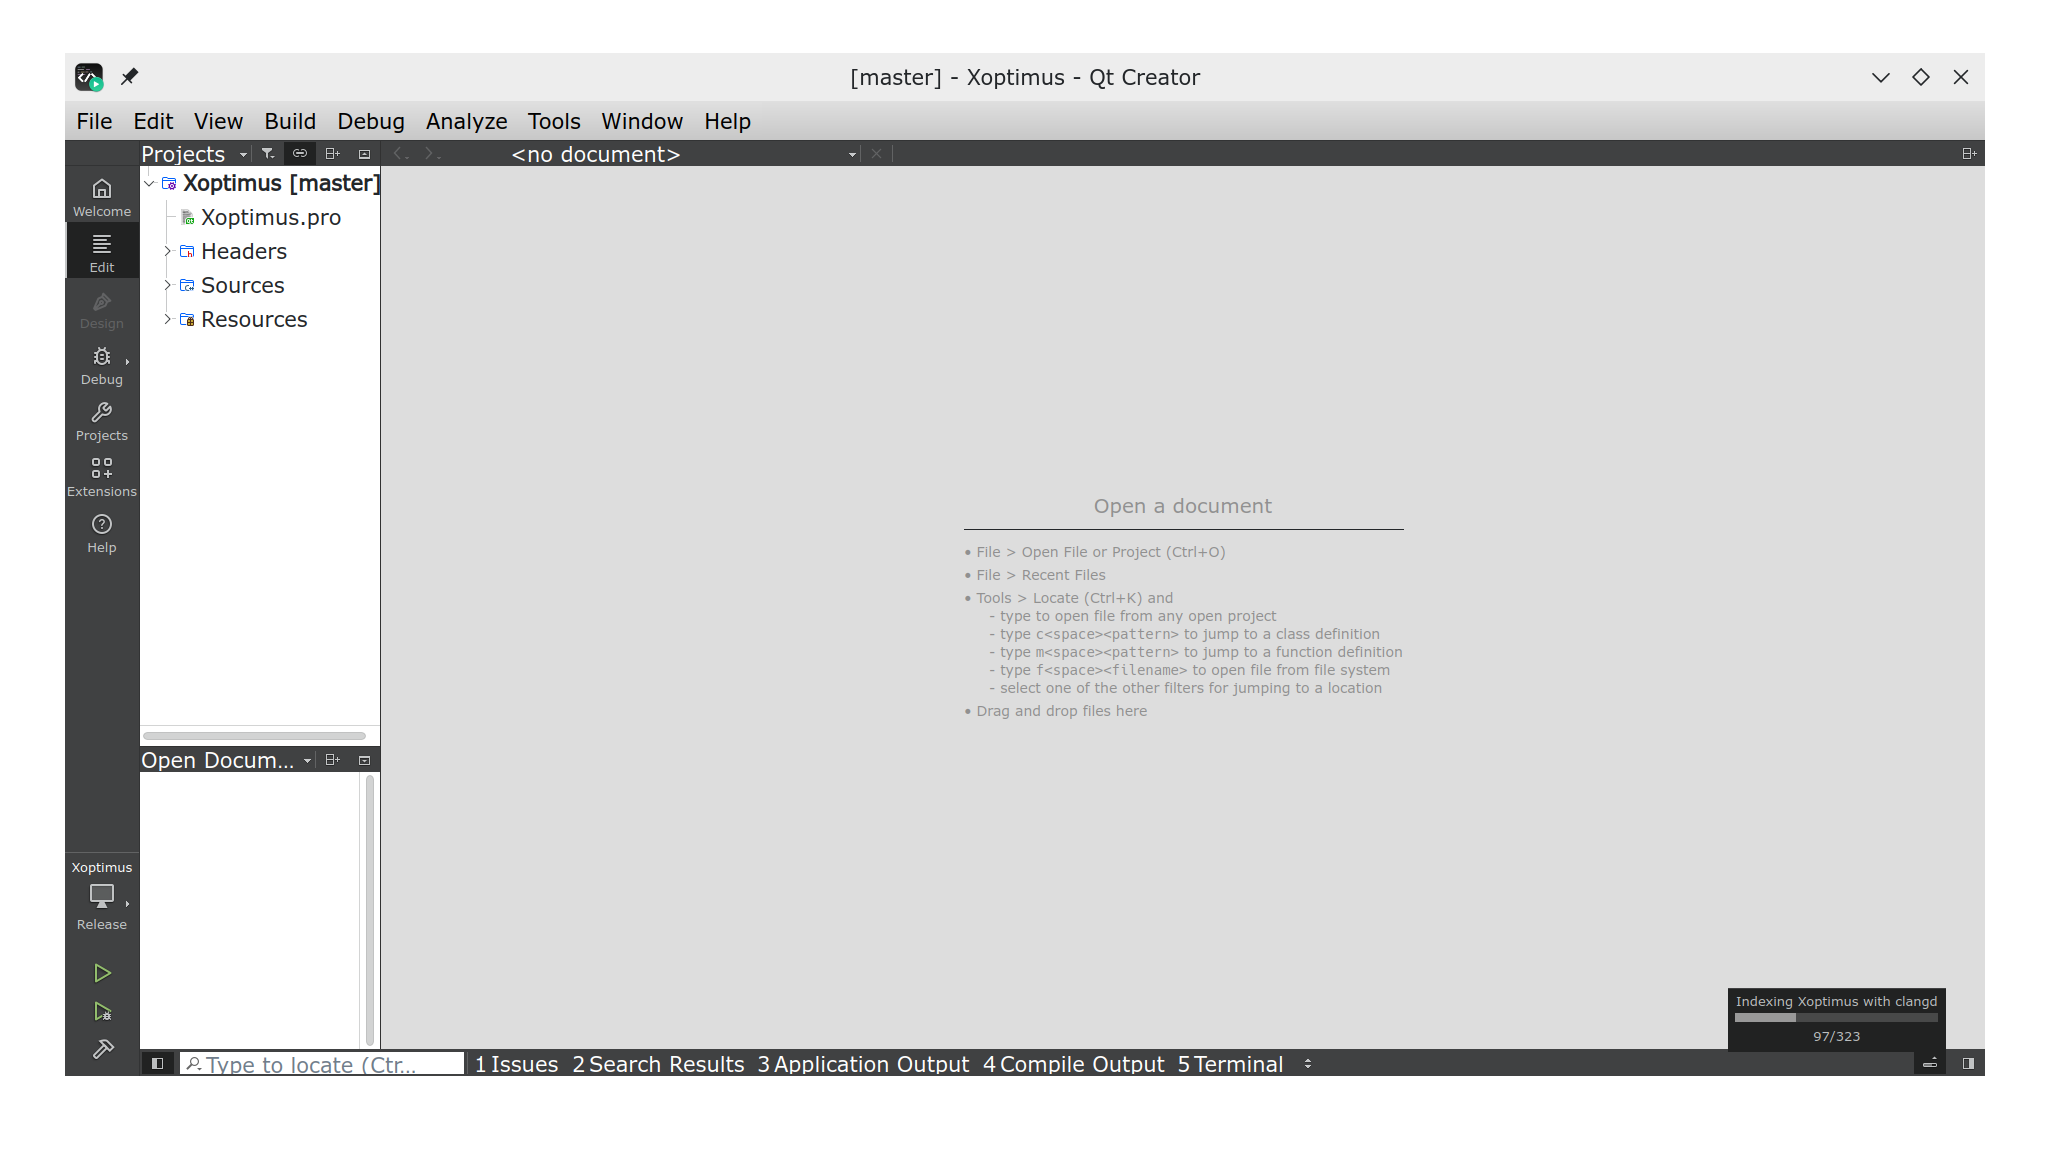 [master] - Xoptimus - Qt Creator
File Edit View Build Debug Analyze Tools Window Help
Projects <no document>
Welcome
Edit
Design
Debug
Projects
Extensions
Help
Xoptimus [master]
Xoptimus.pro
Headers
Sources
Resources
Open a document
• File > Open File or Project (Ctrl+O)
• File > Recent Files
• Tools > Locate (Ctrl+K) and
- type to open file from any open project
- type c<space><pattern> to jump to a class definition
- type m<space><pattern> to jump to a function definition
- type f<space><filename> to open file from file system
- select one of the other filters for jumping to a location
• Drag and drop files here
Open Docum...
Xoptimus
Release
Indexing Xoptimus with clangd
97/323
Type to locate (Ctr... 1 Issues 2 Search Results 3 Application Output 4 Compile Output 5 Terminal